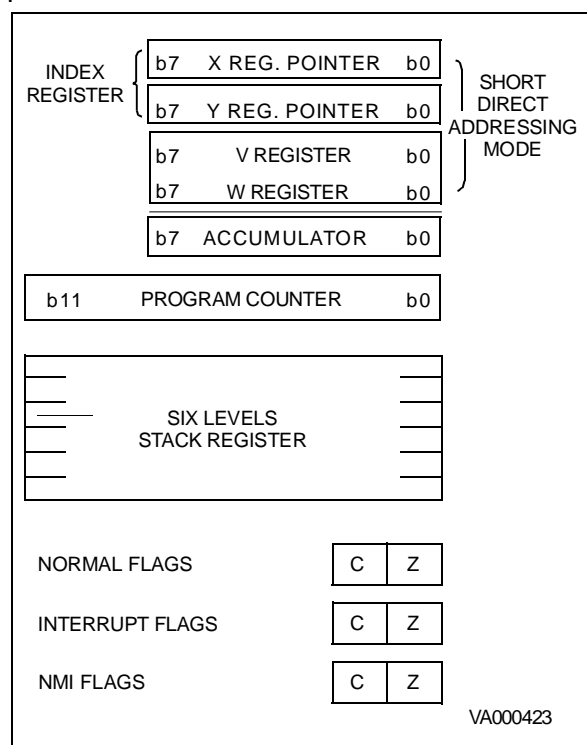 INDEX
REGISTER
b7 X REG. POINTER b0
b7 Y REG. POINTER b0
b7 V REGISTER b0
b7 W REGISTER b0
SHORT
DIRECT
ADDRESSING
MODE
b7 ACCUMULATOR b0
b11 PROGRAM COUNTER b0
SIX LEVELS
STACK REGISTER
NORMAL FLAGS C Z
INTERRUPT FLAGS C Z
NMI FLAGS C Z
VA000423